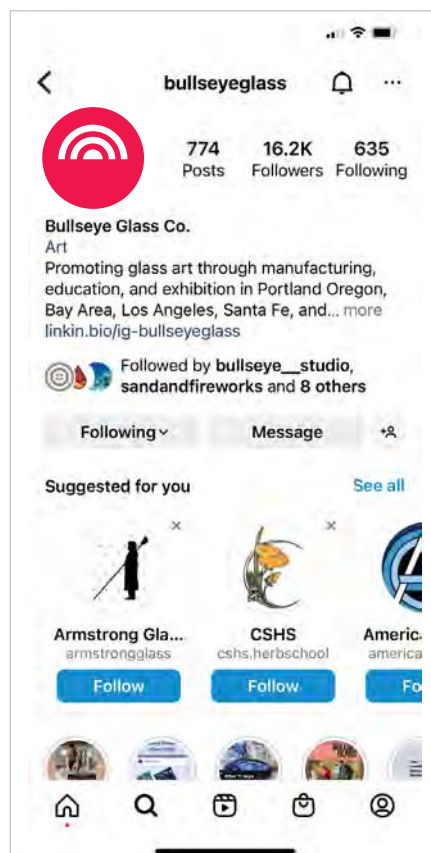 bullseyeglass
774 16.2K 635
Posts Followers Following
Bullseye Glass Co.
Art
Promoting glass art through manufacturing,
education, and exhibition in Portland Oregon,
Bay Area, Los Angeles, Santa Fe, and... more
linkin.bio/ig-bullseyeglass
Followed by bullseye__studio,
sandandfireworks and 8 others
Following Message
Suggested for you See all
Armstrong Gla... CSHS Americ
armstrongglass cshs.herbschool america
Follow Follow Fo